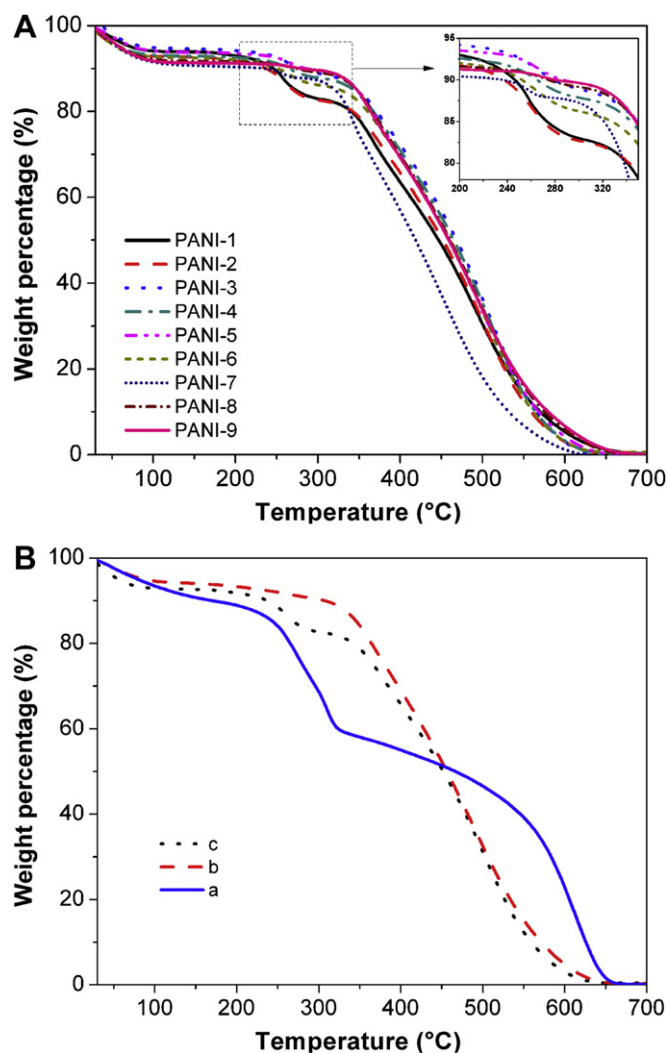 A
100
80
60
40
20
0
Weight percentage (%)
95
90
85
80
200 240 280 320
PANI-1
PANI-2
PANI-3
PANI-4
PANI-5
PANI-6
PANI-7
PANI-8
PANI-9
100 200 300 400 500 600 700
Temperature (°C)
B
100
80
60
40
20
0
Weight percentage (%)
c
b
a
100 200 300 400 500 600 700
Temperature (°C)